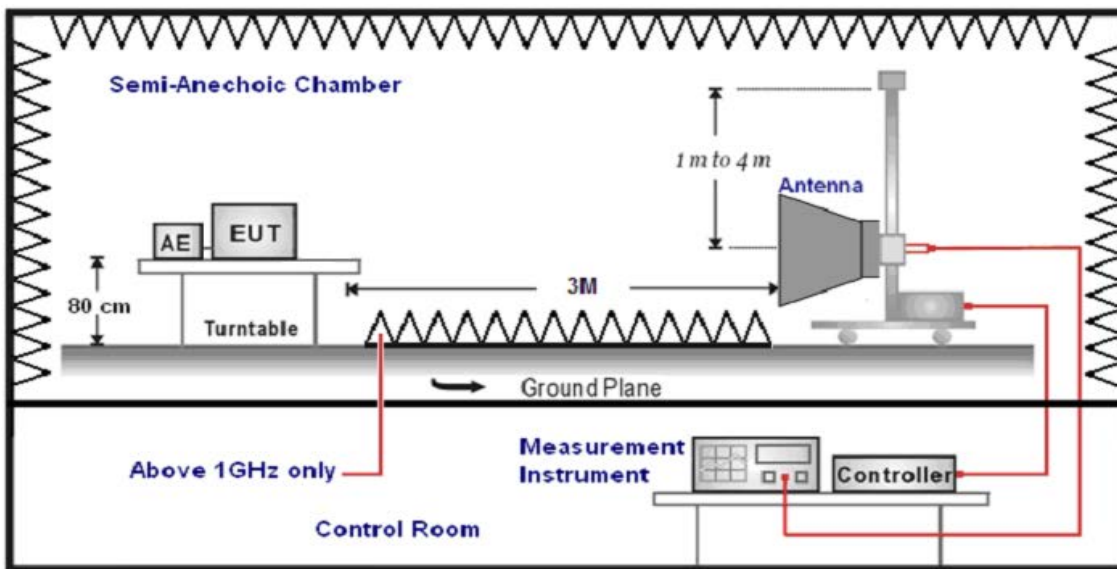 Semi-Anechoic Chamber
1 m to 4 m
Antenna
AE
EUT
80 cm
3M
Turntable
Ground Plane
Above 1GHz only
Measurement
Instrument
Controller
Control Room